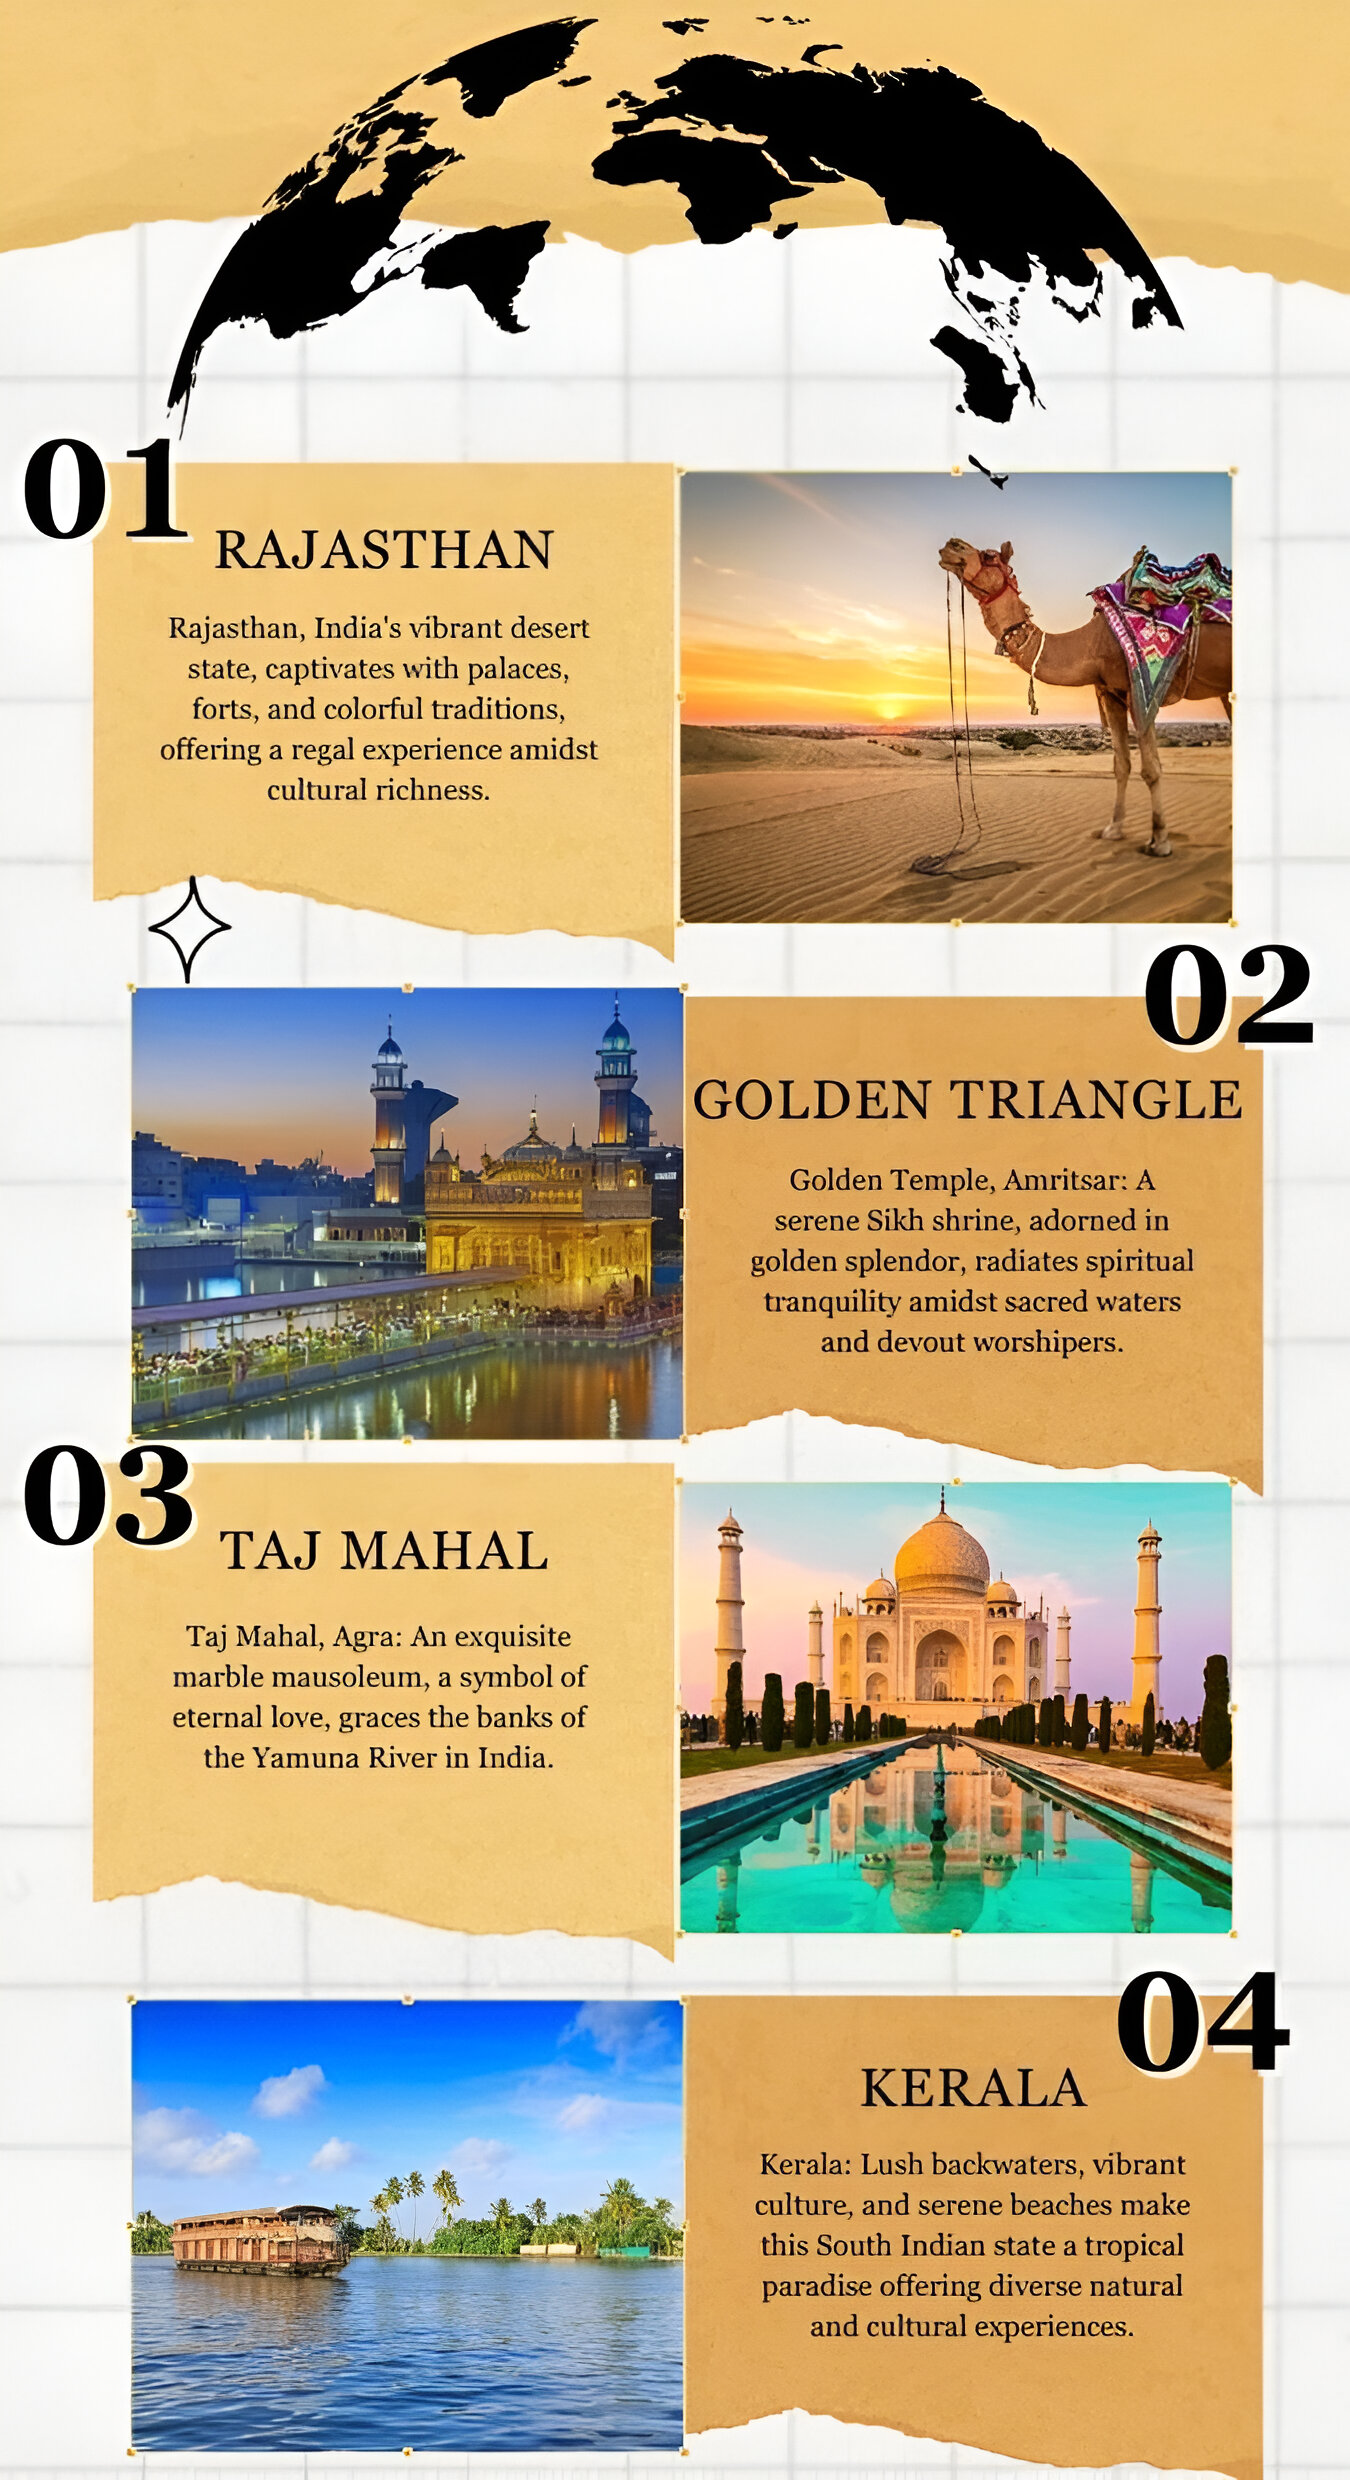 01
RAJASTHAN
Rajasthan, India's vibrant desert
state, captivates with palaces,
forts, and colorful traditions,
offering a regal experience amidst
cultural richness.
02
GOLDEN TRIANGLE
Golden Temple, Amritsar: A
serene Sikh shrine, adorned in
golden splendor, radiates spiritual
tranquility amidst sacred waters
and devout worshipers.
03
TAJ MAHAL
Taj Mahal, Agra: An exquisite
marble mausoleum, a symbol of
eternal love, graces the banks of
the Yamuna River in India.
04
KERALA
Kerala: Lush backwaters, vibrant
culture, and serene beaches make
this South Indian state a tropical
paradise offering diverse natural
and cultural experiences.